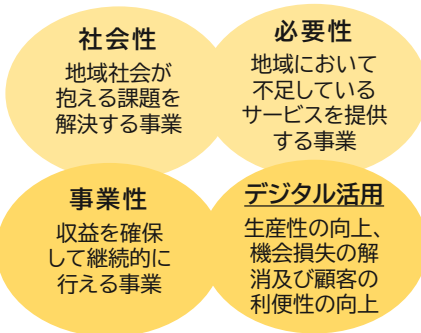 社会性
地域社会が
抱える課題を
解決する事業
必要性
地域において
不足している
サービスを提供
する事業
事業性
収益を確保
して継続的に
行える事業
デジタル活用
生産性の向上、
機会損失の解
消及び顧客の
利便性の向上